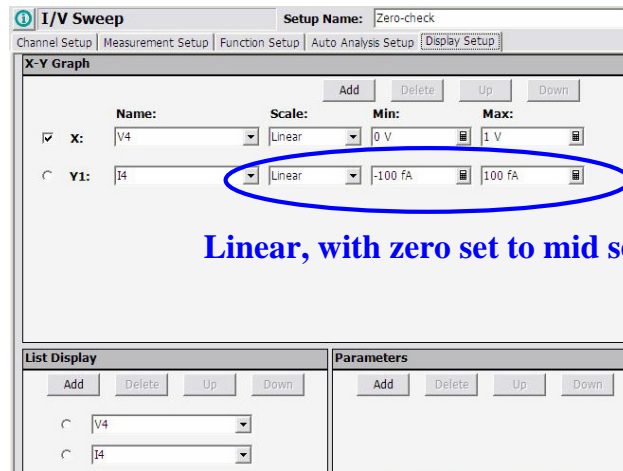 I/V Sweep Setup Name: Zero-check
Channel Setup Measurement Setup Function Setup Auto Analysis Setup Display Setup
X-Y Graph
Add Delete Up Down
Name: Scale: Min: Max:
X: V4 Linear 0 V 1 V
Y1: I4 Linear -100 fA 100 fA
Linear, with zero set to mid
List Display Parameters
Add Delete Up Down Add Delete Up Down
V4
I4